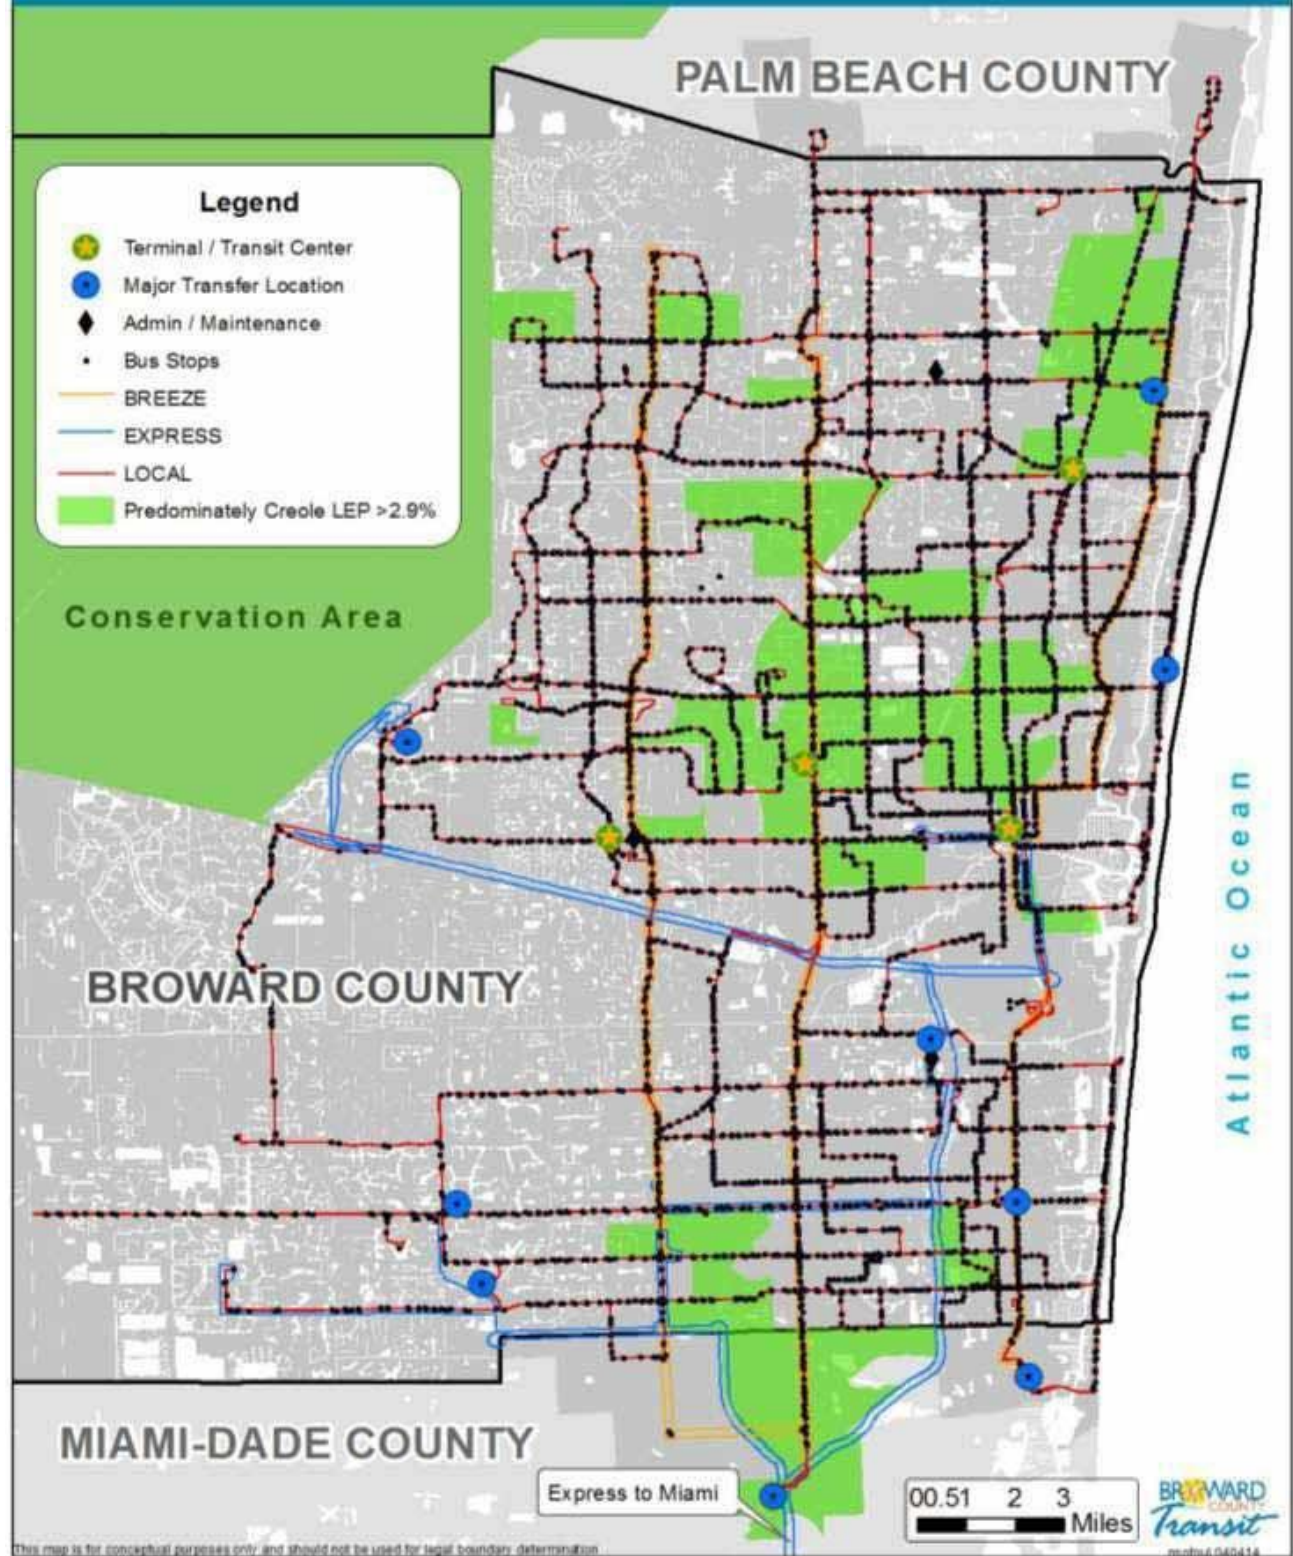 PALM BEACH COUNTY
Legend
Terminal / Transit Center
Major Transfer Location
Admin / Maintenance
Bus Stops
BREEZE
EXPRESS
LOCAL
Predominately Creole LEP >2.9%
Conservation Area
BROWARD COUNTY
Atlantic Ocean
MIAMI-DADE COUNTY
Express to Miami
00.51 2 3
Miles
BROWARD
COUNTY
Transit
This map is for conceptual purposes only and should not be used for legal boundary determination